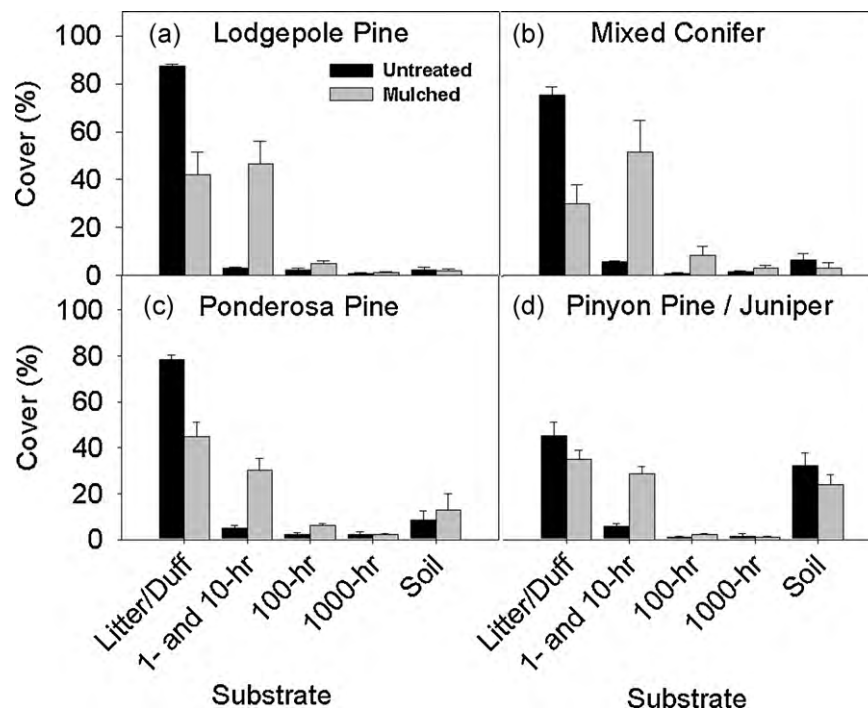 (a) Lodgepole Pine
Untreated
Mulched
Cover (%)
100
80
60
40
20
0
(b) Mixed Conifer
(c) Ponderosa Pine
Cover (%)
100
80
60
40
20
0
Litter/Duff
1- and 10-hr
100-hr
1000-hr
Soil
Substrate
(d) Pinyon Pine / Juniper
Litter/Duff
1- and 10-hr
100-hr
1000-hr
Soil
Substrate